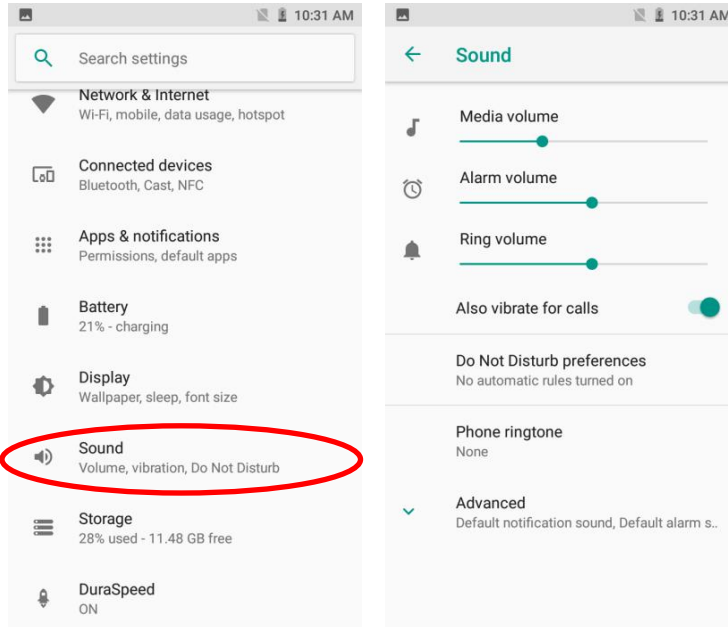 10:31 AM
Search settings
Network & Internet
Wi-Fi, mobile, data usage, hotspot
Connected devices
Bluetooth, Cast, NFC
Apps & notifications
Permissions, default apps
Battery
21% - charging
Display
Wallpaper, sleep, font size
Sound
Volume, vibration, Do Not Disturb
Storage
28% used - 11.48 GB free
DuraSpeed
ON
10:31 AM
Sound
Media volume
Alarm volume
Ring volume
Also vibrate for calls
Do Not Disturb preferences
No automatic rules turned on
Phone ringtone
None
Advanced
Default notification sound, Default alarm s..